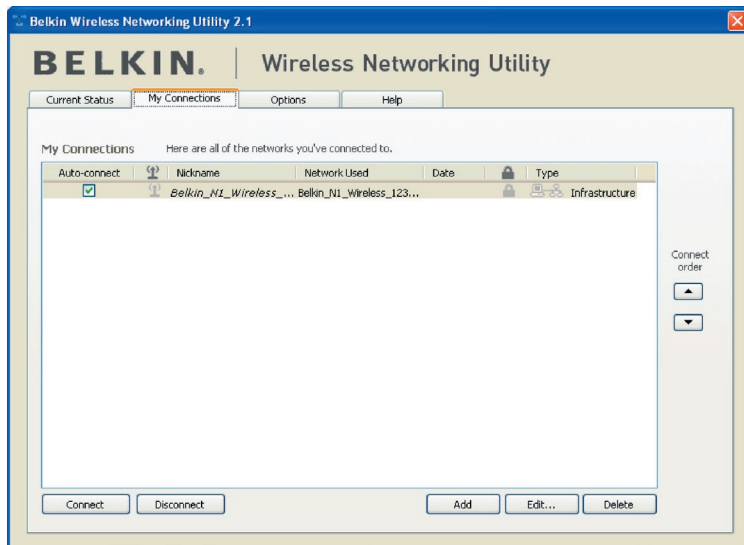 Belkin Wireless Networking Utility 2.1
BELKIN. Wireless Networking Utility
Current Status My Connections Options Help
My Connections Here are all of the networks you've connected to.
Auto-connect Nickname Network Used Date Type
Belkin_N1_Wireless_... Belkin_N1_Wireless_123... Infrastructure
Connect
order
Connect Disconnect Add Edit... Delete